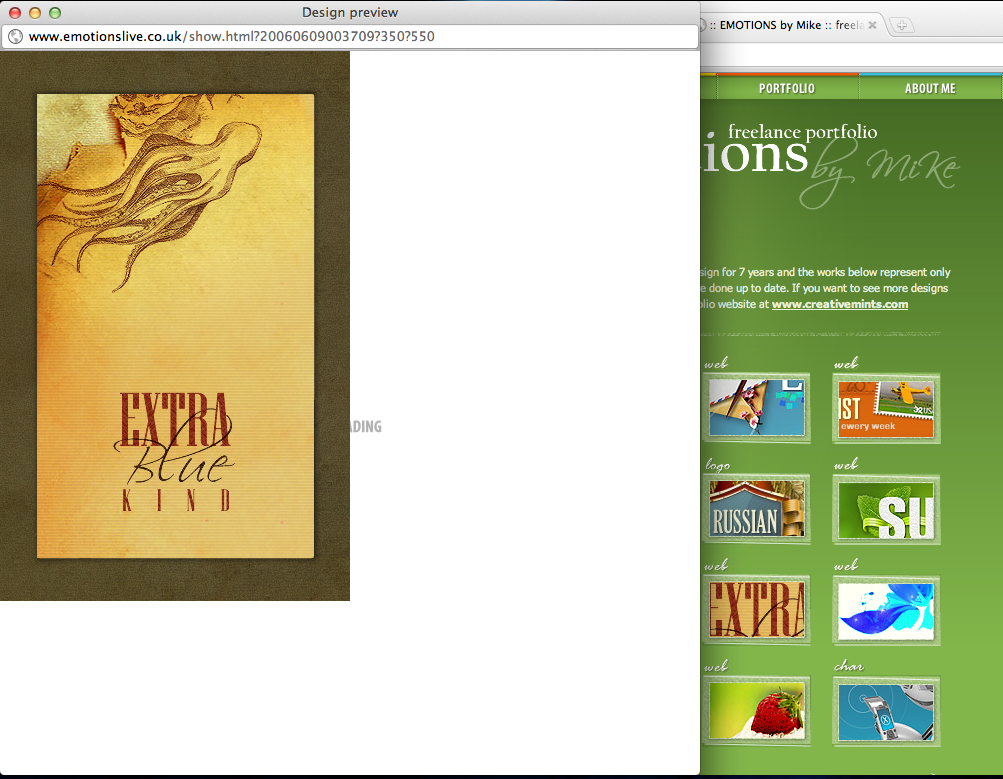 Design preview
www.emotionslive.co.uk/show.html?20060609003709?350?550
EXTRA
Blue
KIND
ADING
:: EMOTIONS by Mike :: freela
PORTFOLIO
ABOUT ME
freelance portfolio
ions
by Mike
sign for 7 years and the works below represent only
e done up to date. If you want to see more designs
olio website at www.creativemints.com
web
web
E
IST
ewery week
logo
web
RUSSIAN
SU
web
web
EXTRA
web
char
X